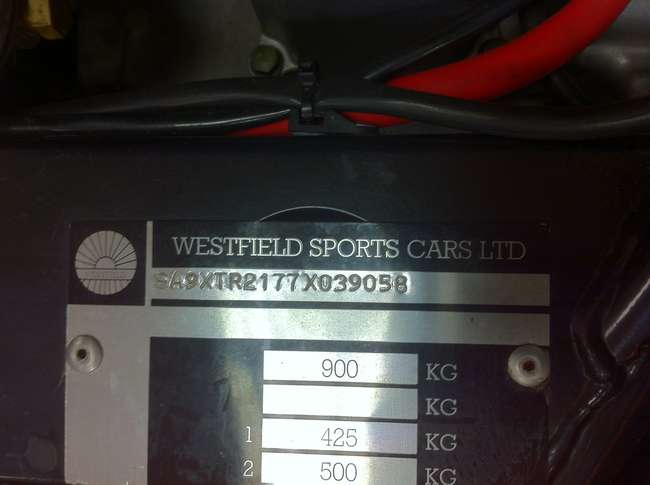 WESTFIELD SPORTS CARS LTD
SA9XTR2177X039058
900 KG
KG
1 425 KG
2 500 KG